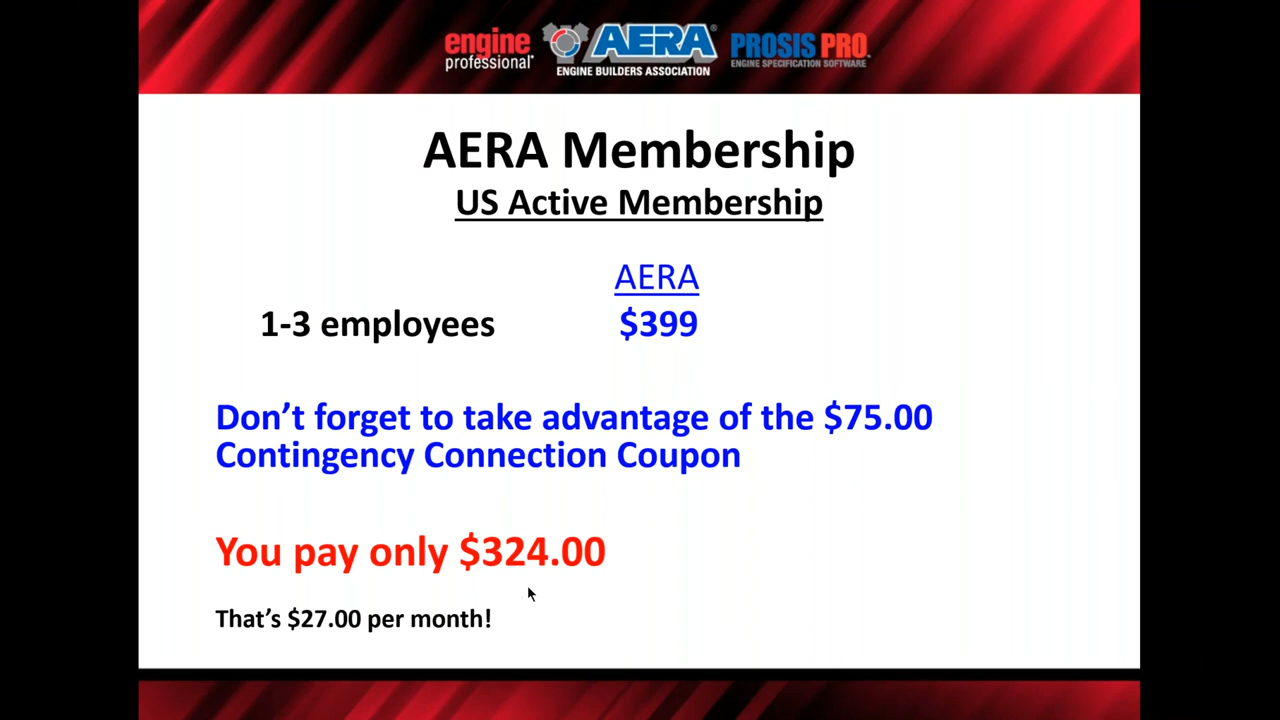 engine professional®
AERA®
ENGINE BUILDERS ASSOCIATION
PROSIS PRO™
ENGINE SPECIFICATION SOFTWARE
AERA Membership
US Active Membership
AERA
1-3 employees $399
Don’t forget to take advantage of the $75.00
Contingency Connection Coupon
You pay only $324.00
That’s $27.00 per month!